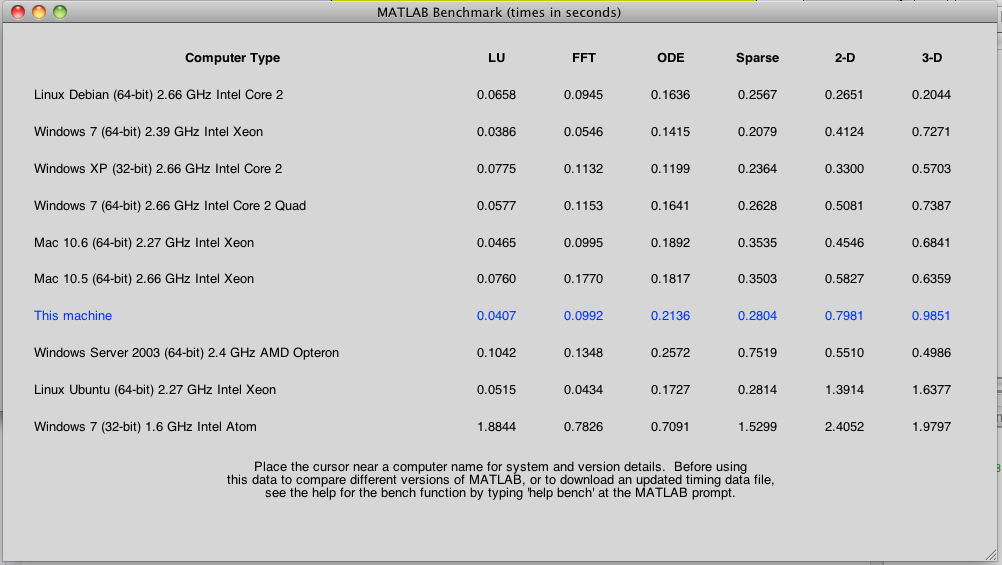 MATLAB Benchmark (times in seconds)
Computer Type LU FFT ODE Sparse 2-D 3-D
Linux Debian (64-bit) 2.66 GHz Intel Core 2 0.0658 0.0945 0.1636 0.2567 0.2651 0.2044
Windows 7 (64-bit) 2.39 GHz Intel Xeon 0.0386 0.0546 0.1415 0.2079 0.4124 0.7271
Windows XP (32-bit) 2.66 GHz Intel Core 2 0.0775 0.1132 0.1199 0.2364 0.3300 0.5703
Windows 7 (64-bit) 2.66 GHz Intel Core 2 Quad 0.0577 0.1153 0.1641 0.2628 0.5081 0.7387
Mac 10.6 (64-bit) 2.27 GHz Intel Xeon 0.0465 0.0995 0.1892 0.3535 0.4546 0.6841
Mac 10.5 (64-bit) 2.66 GHz Intel Xeon 0.0760 0.1770 0.1817 0.3503 0.5827 0.6359
This machine 0.0407 0.0992 0.2136 0.2804 0.7981 0.9851
Windows Server 2003 (64-bit) 2.4 GHz AMD Opteron 0.1042 0.1348 0.2572 0.7519 0.5510 0.4986
Linux Ubuntu (64-bit) 2.27 GHz Intel Xeon 0.0515 0.0434 0.1727 0.2814 1.3914 1.6377
Windows 7 (32-bit) 1.6 GHz Intel Atom 1.8844 0.7826 0.7091 1.5299 2.4052 1.9797
Place the cursor near a computer name for system and version details. Before using
this data to compare different versions of MATLAB, or to download an updated timing data file,
see the help for the bench function by typing 'help bench' at the MATLAB prompt.